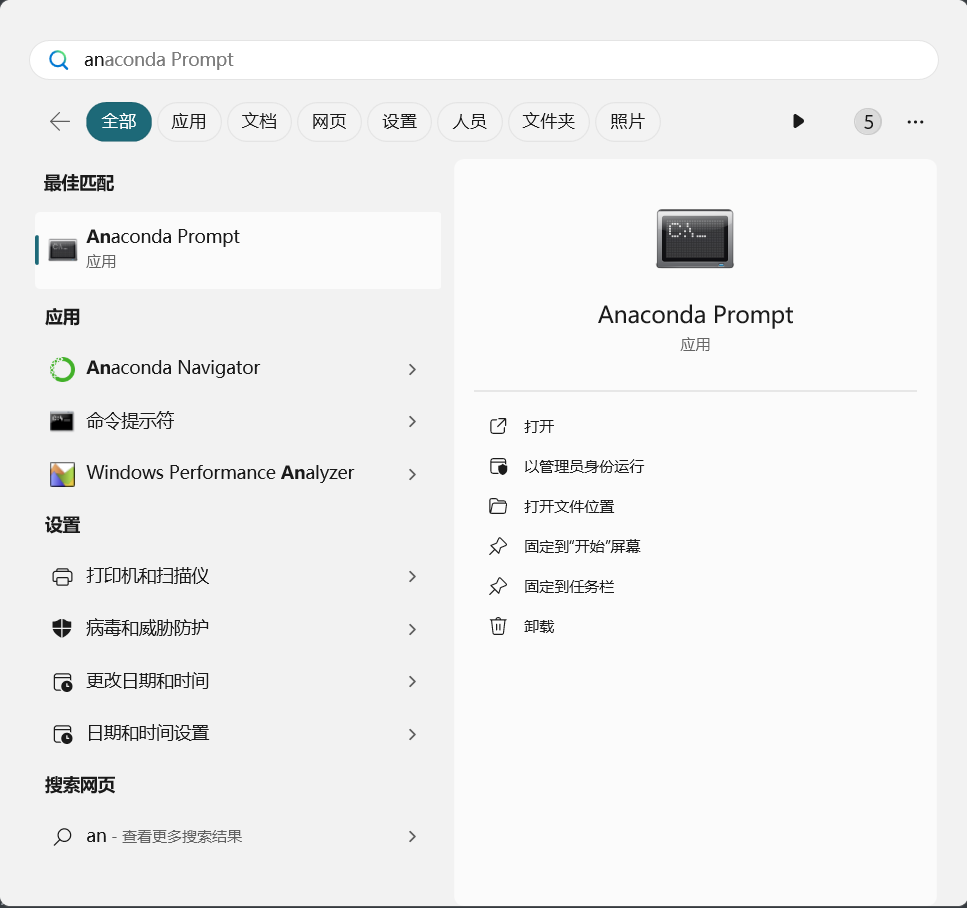 anaconda Prompt
全部 应用 文档 网页 设置 人员 文件夹 照片 5
最佳匹配
Anaconda Prompt
应用
应用
Anaconda Navigator
命令提示符
Windows Performance Analyzer
设置
打印机和扫描仪
病毒和威胁防护
更改日期和时间
日期和时间设置
搜索网页
an - 查看更多搜索结果
C:\_
Anaconda Prompt
应用
打开
以管理员身份运行
打开文件位置
固定到"开始"屏幕
固定到任务栏
卸载